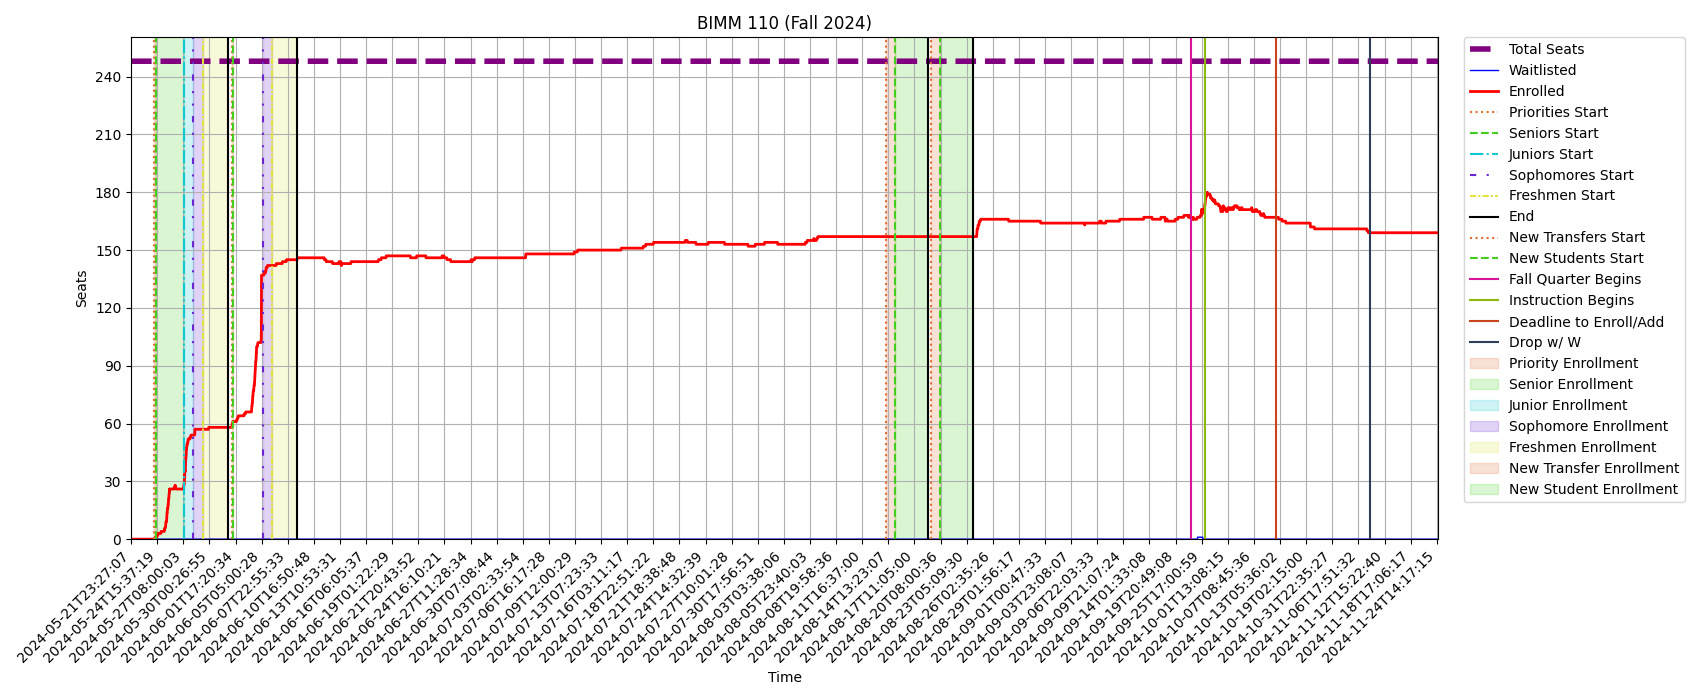 BIMM 110 (Fall 2024)
Seats
240
210
180
150
120
90
60
30
0
2024-05-21T23:27:07
2024-05-24T15:37:19
2024-05-27T08:00:03
2024-05-30T00:26:55
2024-06-01T17:20:34
2024-06-05T05:00:28
2024-06-07T22:55:33
2024-06-10T16:50:48
2024-06-13T10:53:31
2024-06-16T06:05:37
2024-06-19T01:22:29
2024-06-21T20:43:52
2024-06-24T16:10:21
2024-06-27T11:28:34
2024-06-30T07:08:44
2024-07-03T02:33:54
2024-07-06T16:17:28
2024-07-09T12:00:29
2024-07-13T07:23:33
2024-07-16T03:11:17
2024-07-18T22:51:22
2024-07-21T18:38:48
2024-07-24T14:32:39
2024-07-27T10:01:28
2024-07-30T17:56:51
2024-08-03T03:38:06
2024-08-05T23:40:03
2024-08-08T19:58:36
2024-08-11T16:37:00
2024-08-14T13:23:07
2024-08-17T11:05:00
2024-08-20T08:00:36
2024-08-23T05:09:30
2024-08-26T02:35:26
2024-08-29T01:56:17
2024-09-01T00:47:33
2024-09-03T23:08:07
2024-09-06T22:03:33
2024-09-09T21:07:24
2024-09-14T01:33:08
2024-09-19T20:49:08
2024-09-25T17:00:59
2024-10-01T13:08:15
2024-10-07T08:45:36
2024-10-13T05:36:02
2024-10-19T02:15:00
2024-10-31T22:35:27
2024-11-06T17:51:32
2024-11-12T15:22:40
2024-11-18T17:06:17
2024-11-24T14:17:15
Time
Total Seats
Waitlisted
Enrolled
Priorities Start
Seniors Start
Juniors Start
Sophomores Start
Freshmen Start
End
New Transfers Start
New Students Start
Fall Quarter Begins
Instruction Begins
Deadline to Enroll/Add
Drop w/ W
Priority Enrollment
Senior Enrollment
Junior Enrollment
Sophomore Enrollment
Freshmen Enrollment
New Transfer Enrollment
New Student Enrollment